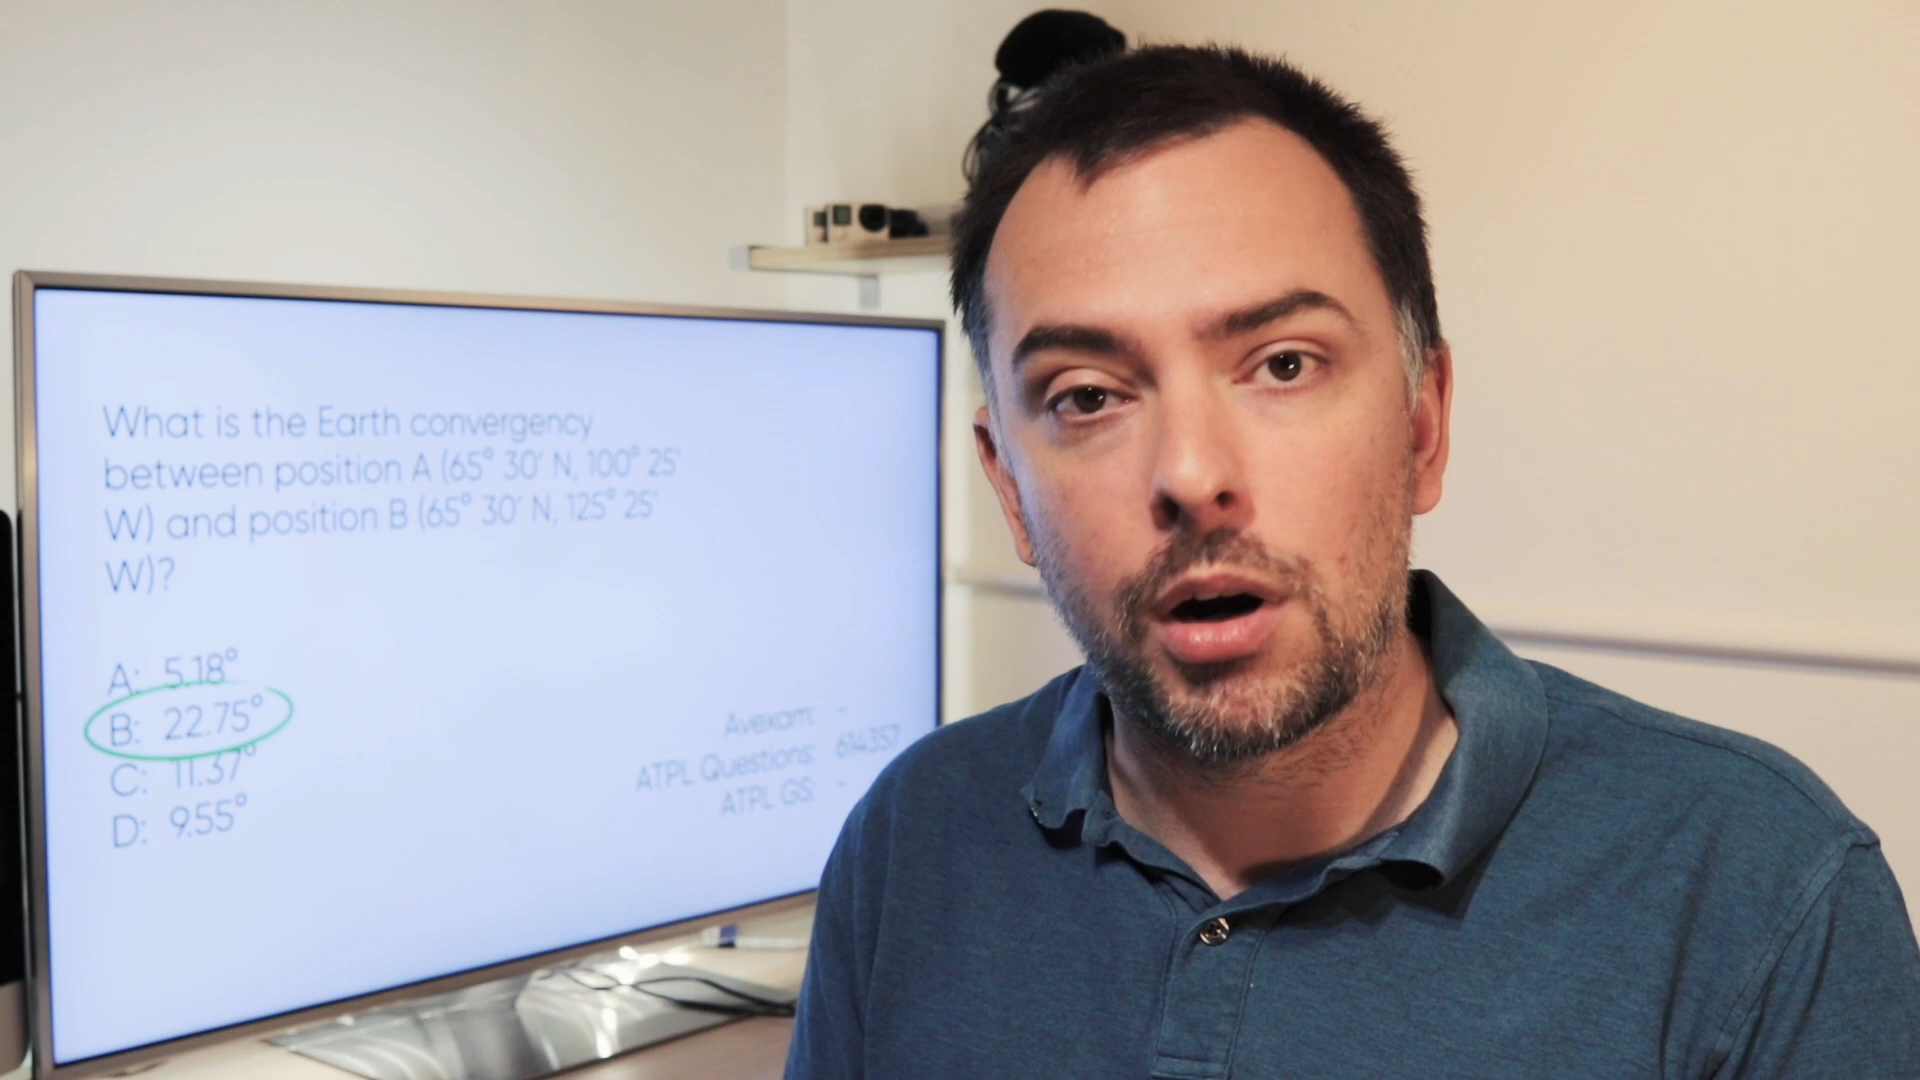 What is the Earth convergency
between position A (65° 30' N, 100° 25'
W) and position B (65° 30' N, 125° 25'
W)?
A: 5.18°
B: 22.75°
C: 11.37°
D: 9.55°
Avexam: -
ATPL Questions: 614357
ATPL GS: -